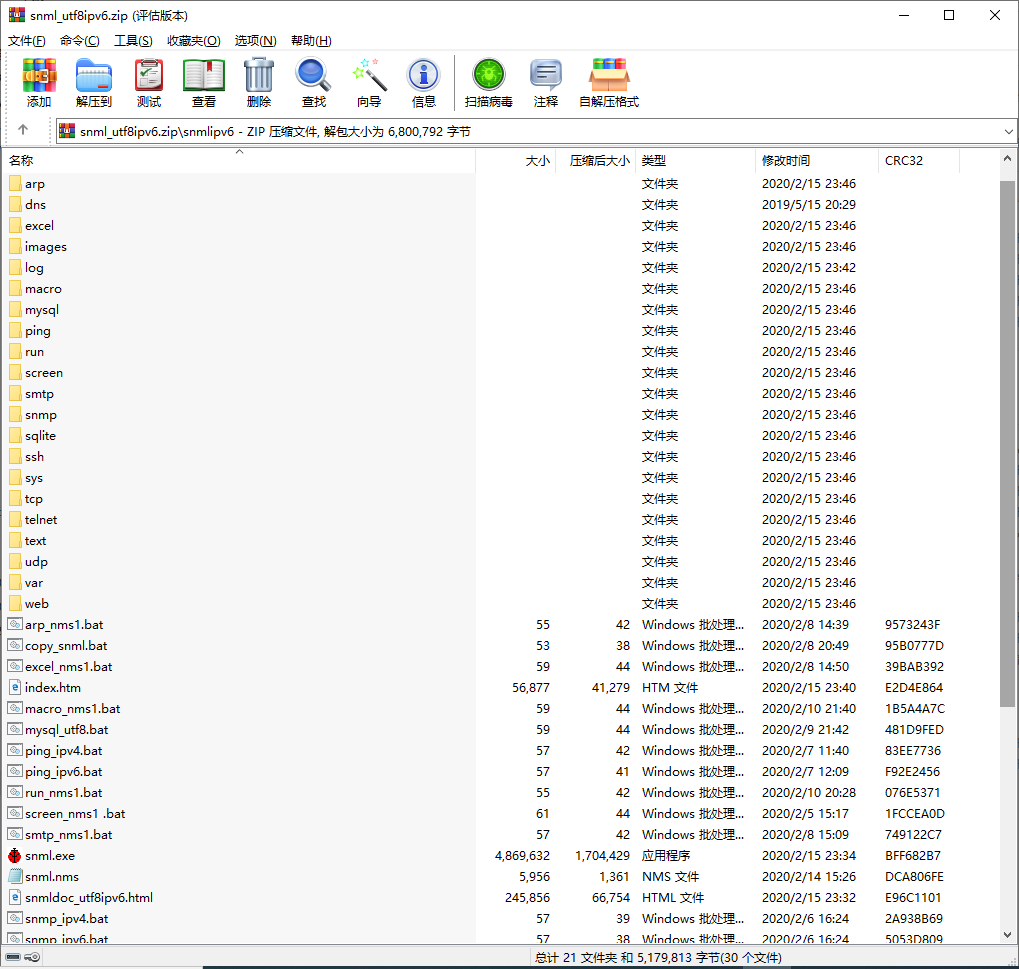 snml_utf8ipv6.zip (评估版本)
文件(F) 命令(C) 工具(S) 收藏夹(O) 选项(N) 帮助(H)
添加 解压到 测试 查看 删除 查找 向导 信息 扫描病毒 注释 自解压格式
snml_utf8ipv6.zip\snmlipv6 - ZIP 压缩文件, 解包大小为 6,800,792 字节
名称 大小 压缩后大小 类型 修改时间 CRC32
arp 文件夹 2020/2/15 23:46
dns 文件夹 2019/5/15 20:29
excel 文件夹 2020/2/15 23:46
images 文件夹 2020/2/15 23:46
log 文件夹 2020/2/15 23:42
macro 文件夹 2020/2/15 23:46
mysql 文件夹 2020/2/15 23:46
ping 文件夹 2020/2/15 23:46
run 文件夹 2020/2/15 23:46
screen 文件夹 2020/2/15 23:46
smtp 文件夹 2020/2/15 23:46
snmp 文件夹 2020/2/15 23:46
sqlite 文件夹 2020/2/15 23:46
ssh 文件夹 2020/2/15 23:46
sys 文件夹 2020/2/15 23:46
tcp 文件夹 2020/2/15 23:46
telnet 文件夹 2020/2/15 23:46
text 文件夹 2020/2/15 23:46
udp 文件夹 2020/2/15 23:46
var 文件夹 2020/2/15 23:46
web 文件夹 2020/2/15 23:46
arp_nms1.bat 55 42 Windows 批处理... 2020/2/8 14:39 9573243F
copy_snml.bat 53 38 Windows 批处理... 2020/2/8 20:49 95B0777D
excel_nms1.bat 59 44 Windows 批处理... 2020/2/8 14:50 39BAB392
index.htm 56,877 41,279 HTM 文件 2020/2/15 23:40 E2D4E864
macro_nms1.bat 59 44 Windows 批处理... 2020/2/10 21:40 1B5A4A7C
mysql_utf8.bat 59 44 Windows 批处理... 2020/2/9 21:42 481D9FED
ping_ipv4.bat 57 42 Windows 批处理... 2020/2/7 11:40 83EE7736
ping_ipv6.bat 57 41 Windows 批处理... 2020/2/7 12:09 F92E2456
run_nms1.bat 55 42 Windows 批处理... 2020/2/10 20:28 076E5371
screen_nms1 .bat 61 44 Windows 批处理... 2020/2/5 15:17 1FCCEA0D
smtp_nms1.bat 57 42 Windows 批处理... 2020/2/8 15:09 749122C7
snml.exe 4,869,632 1,704,429 应用程序 2020/2/15 23:34 BFF682B7
snml.nms 5,956 1,361 NMS 文件 2020/2/14 15:26 DCA806FE
snmldoc_utf8ipv6.html 245,856 66,754 HTML 文件 2020/2/15 23:32 E96C1101
snmp_ipv4.bat 57 39 Windows 批处理... 2020/2/6 16:24 2A938B69
snmp_ipv6.bat 57 38 Windows 批处理... 2020/2/6 16:24 5053D809
总计 21 文件夹 和 5,179,813 字节(30 个文件)